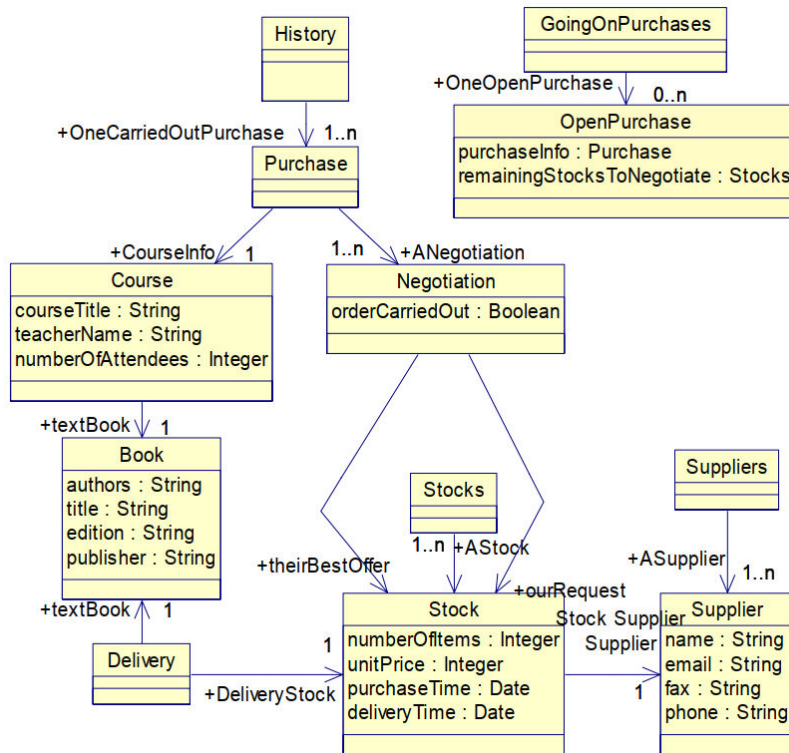 History
GoingOnPurchases
+OneOpenPurchase
0..n
OpenPurchase
purchaseInfo : Purchase
remainingStocksToNegotiate : Stocks
+OneCarriedOutPurchase
1..n
Purchase
+CourseInfo
1
1..n
+ANegotiation
Course
courseTitle : String
teacherName : String
numberOfAttendees : Integer
Negotiation
orderCarriedOut : Boolean
+textBook
1
Book
authors : String
title : String
edition : String
publisher : String
Stocks
1..n
+AStock
Suppliers
+ASupplier
1..n
+theirBestOffer
+ourRequest
+textBook
1
Delivery
1
+DeliveryStock
Stock
numberOfItems : Integer
unitPrice : Integer
purchaseTime : Date
deliveryTime : Date
Stock Supplier
Supplier
1
Supplier
name : String
email : String
fax : String
phone : String